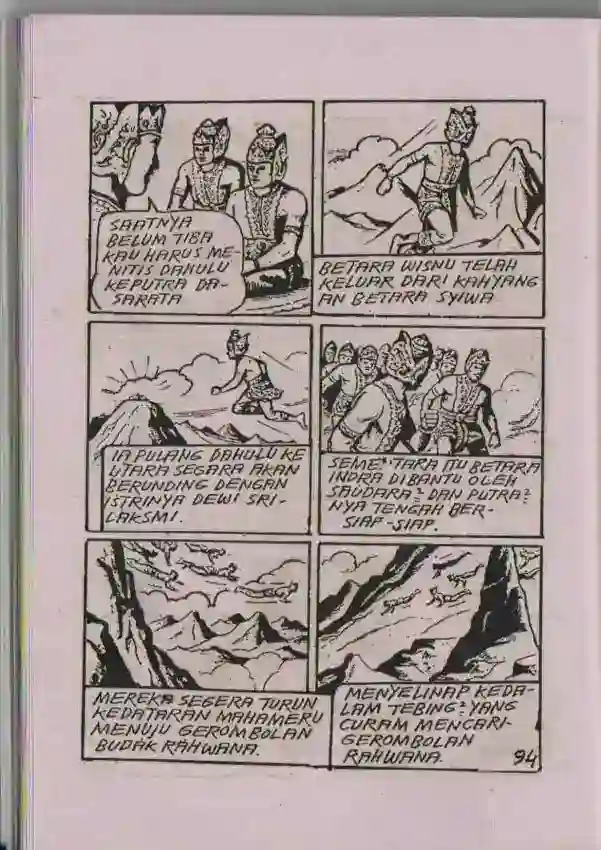 SAATNYA
BELUM TIBA
KAU HARUS ME-
NITIS DAHULU
KEPUTRA DA-
SARATA
BETARA WISNU TELAH
KELUAR DARI KAHYANG
AN BETARA SYIWA
IA PULANG DAHULU KE
UTARA SEGARA AKAN
BERUNDING DENGAN
ISTRINYA DEWI SRI-
LAKSMI.
SEME² TARA ITU BETARA
INDRA DIBANTU OLEH
SAUDARA² DAN PUTRA²
NYA TENGAH BER-
SIAP-SIAP.
MEREKA SEGERA TURUN
KEDATARAN MAHAMERU
MENUJU GEROMBOLAN
BUDAK RAHWANA.
MENYELINAP KEDA-
LAM TEBING² YANG
CURAM MENCARI-
GEROMBOLAN
RAHWANA.
94